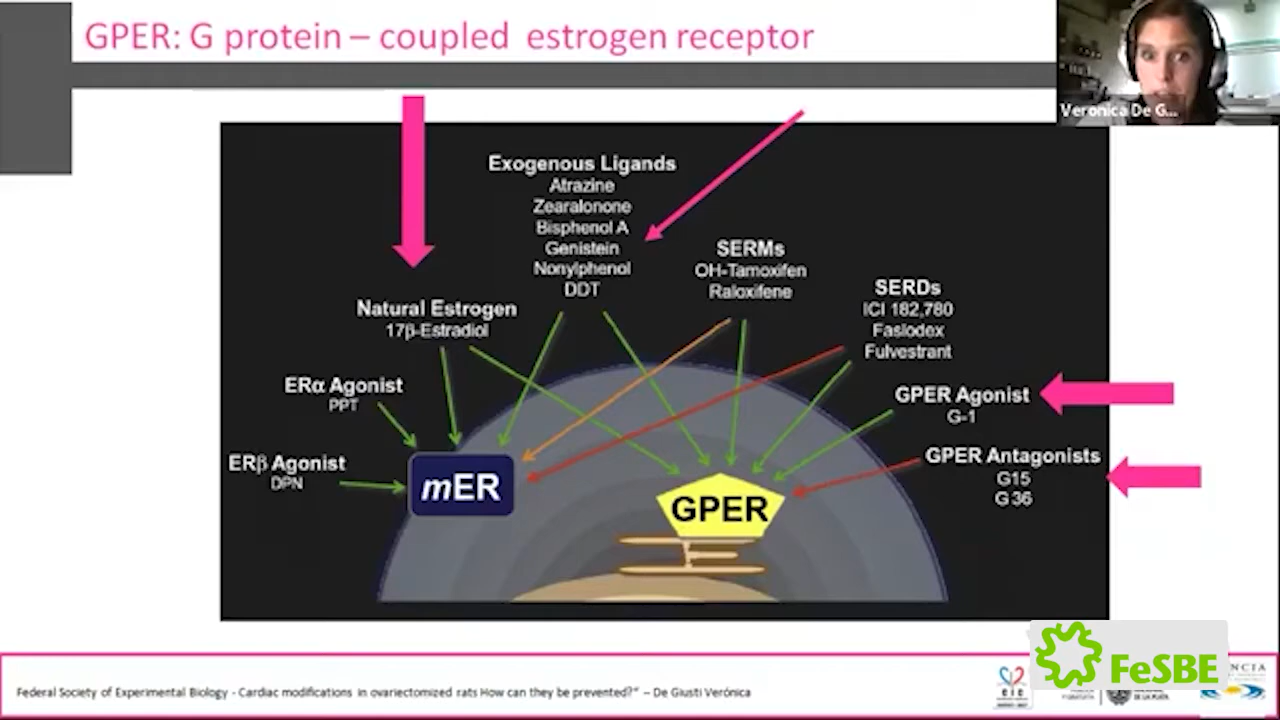 GPER: G protein – coupled estrogen receptor
Veronica De G...
Exogenous Ligands
Atrazine
Zearalonone
Bisphenol A
Genistein
Nonylphenol
DDT
SERMs
OH-Tamoxifen
Raloxifene
SERDs
ICI 182,780
Faslodex
Fulvestrant
Natural Estrogen
17β-Estradiol
ERα Agonist
PPT
ERβ Agonist
DPN
GPER Agonist
G-1
GPER Antagonists
G15
G36
mER
GPER
Federal Society of Experimental Biology - Cardiac modifications in ovariectomized rats How can they be prevented?” – De Giusti Verónica
FeSBE